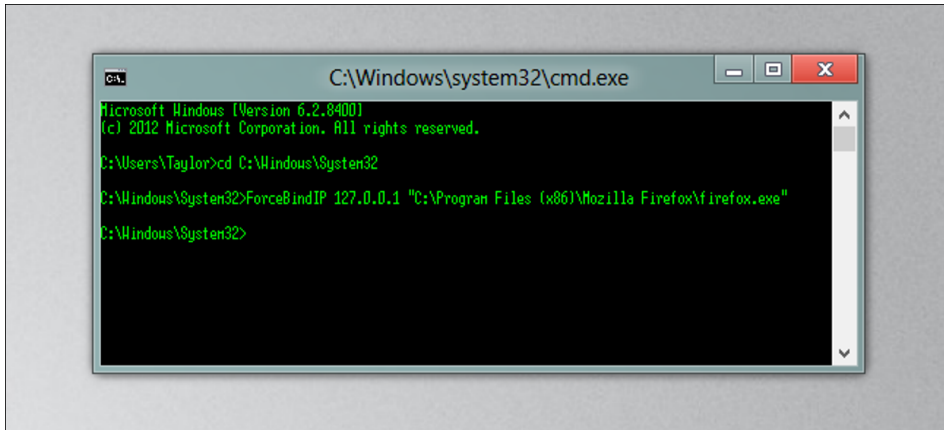 C:\Windows\system32\cmd.exe
Microsoft Windows [Version 6.2.8400]
(c) 2012 Microsoft Corporation. All rights reserved.
C:\Users\Taylor>cd C:\Windows\System32
C:\Windows\System32>ForceBindIP 127.0.0.1 "C:\Program Files (x86)\Mozilla Firefox\firefox.exe"
C:\Windows\System32>